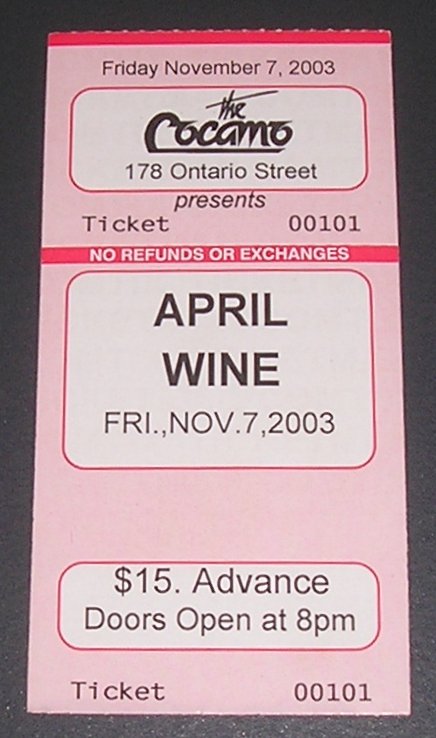 Friday November 7, 2003
the
Cocamo
178 Ontario Street
presents
Ticket 00101
NO REFUNDS OR EXCHANGES
APRIL
WINE
FRI.,NOV.7,2003
$15. Advance
Doors Open at 8pm
Ticket 00101